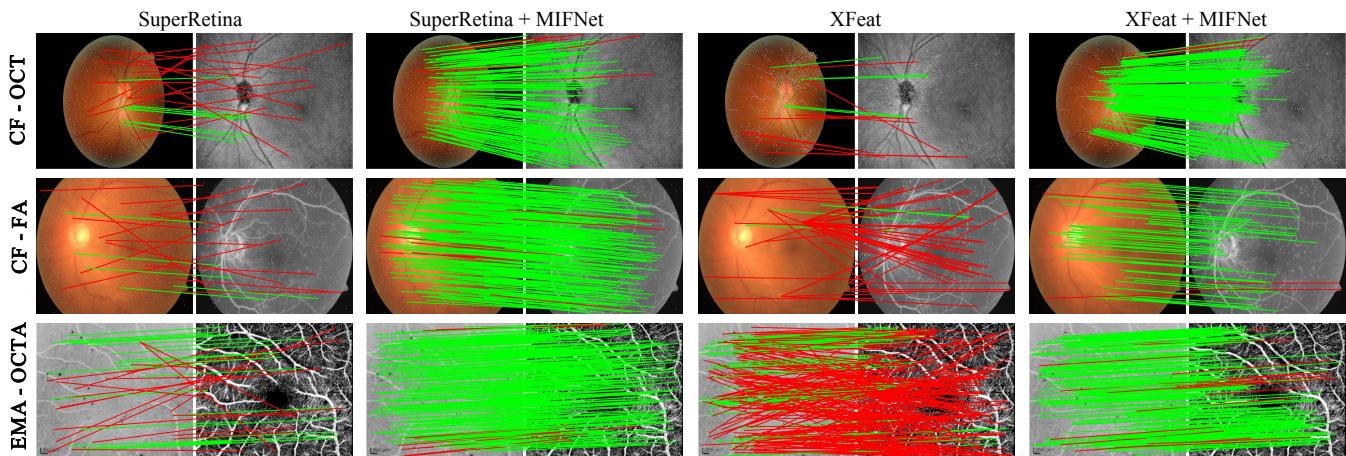 SuperRetina
SuperRetina + MIFNet
XFeat
XFeat + MIFNet
CF - OCT
CF - FA
EMA - OCTA